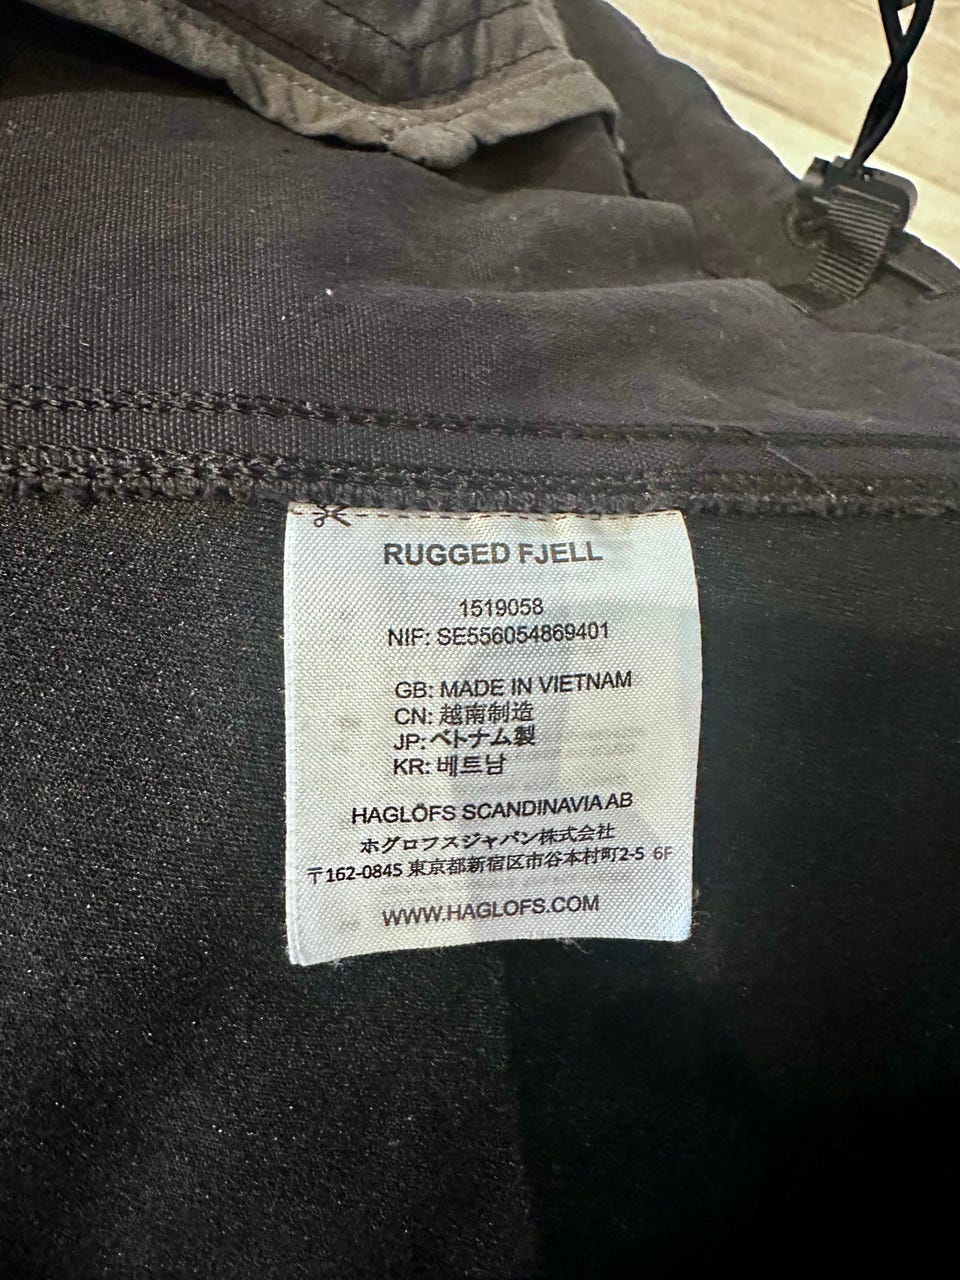 RUGGED FJELL
1519058
NIF: SE556054869401
GB: MADE IN VIETNAM
CN: 越南制造
JP: ベトナム製
KR: 베트남
HAGLÖFS SCANDINAVIA AB
ホグロフスジャパン株式会社
〒162-0845 東京都新宿区市谷本村町2-5 6F
WWW.HAGLOFS.COM